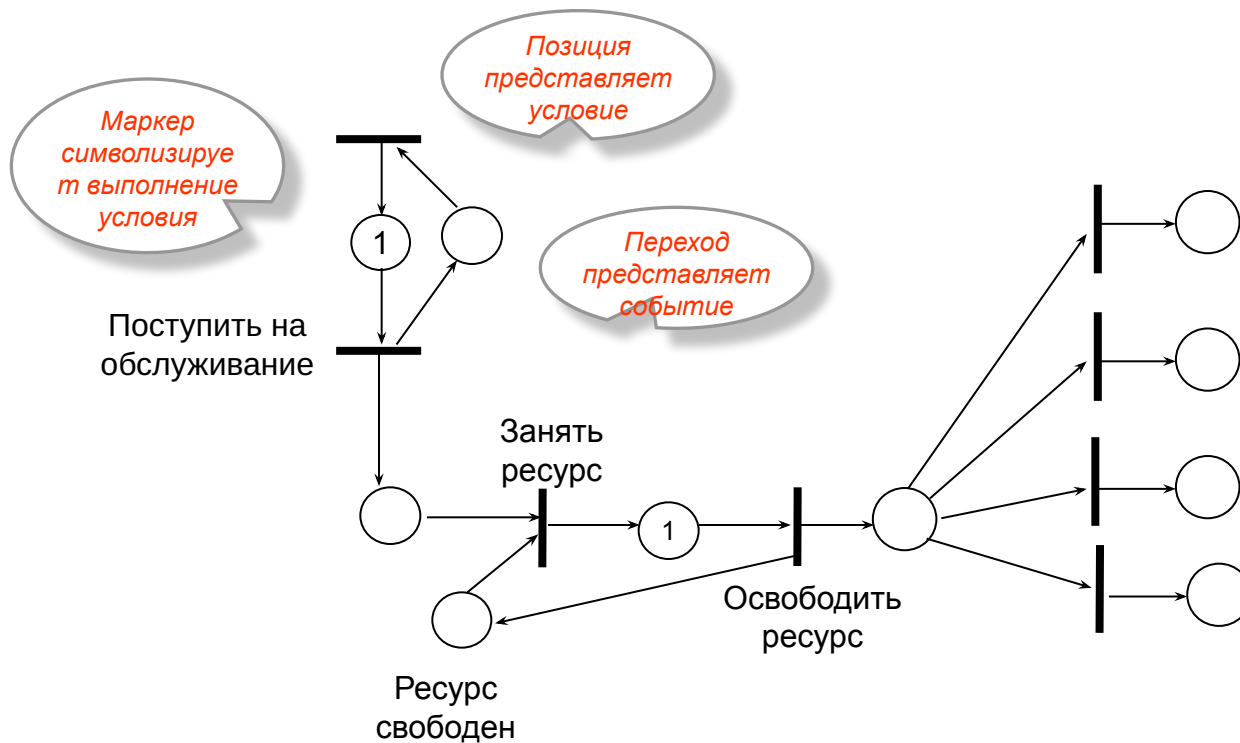 Позиция
представляет
условие
Маркер
символизируе
т выполнение
условия
1
Переход
представляет
событие
Поступить на
обслуживание
Занять
ресурс
1
Освободить
ресурс
Ресурс
свободен